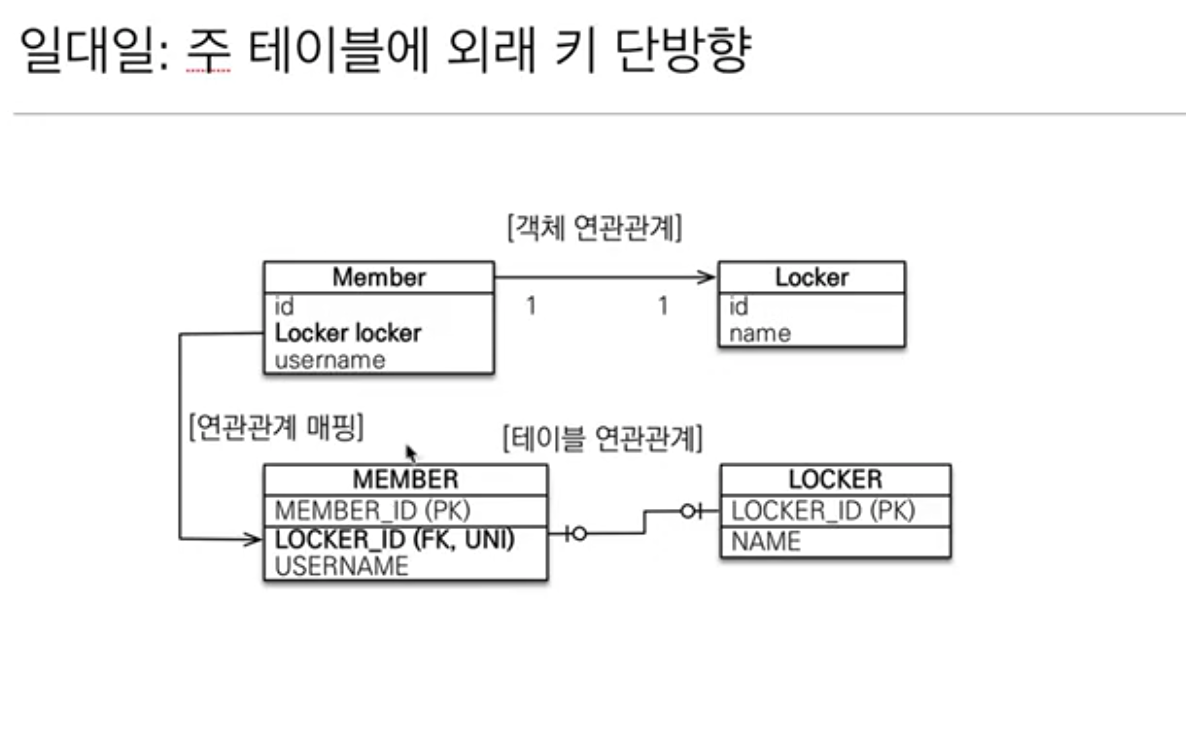 일대일: 주 테이블에 외래 키 단방향
[객체 연관관계]
Member
id
Locker locker
username
1
1
Locker
id
name
[연관관계 매핑]
[테이블 연관관계]
MEMBER
MEMBER_ID (PK)
LOCKER_ID (FK, UNI)
USERNAME
LOCKER
LOCKER_ID (PK)
NAME